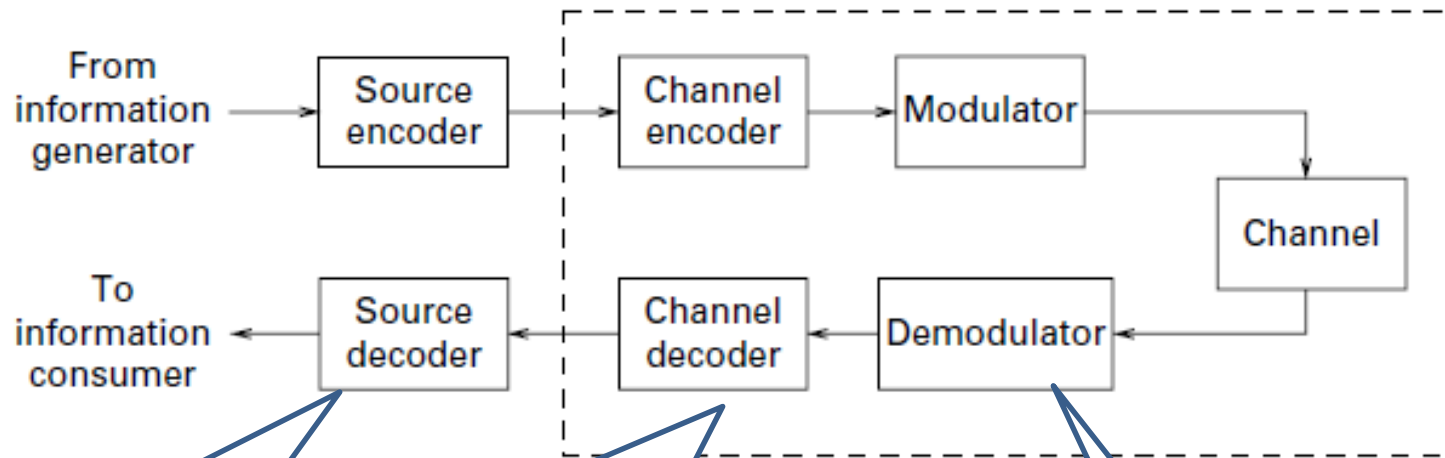 From
information
generator
Source
encoder
Channel
encoder
Modulator
Channel
To
information
consumer
Source
decoder
Channel
decoder
Demodulator